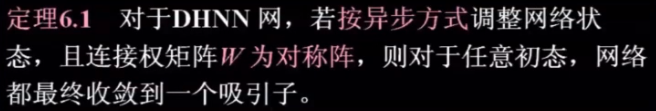 定理6.1 对于DHNN 网，若按异步方式调整网络状
态，且连接权矩阵W 为对称阵，则对于任意初态，网络
都最终收敛到一个吸引子。